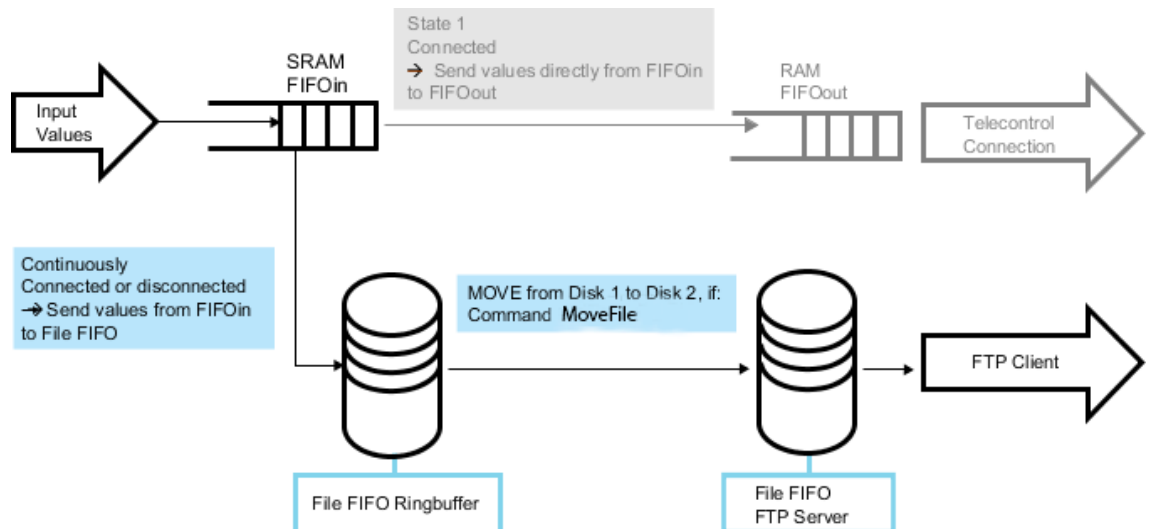 State 1
Connected
➔ Send values directly from FIFOin
to FIFOout
SRAM
FIFOin
RAM
FIFOout
Input
Values
Telecontrol
Connection
Continuously
Connected or disconnected
➔ Send values from FIFOin
to File FIFO
MOVE from Disk 1 to Disk 2, if:
Command MoveFile
FTP Client
File FIFO Ringbuffer
File FIFO
FTP Server